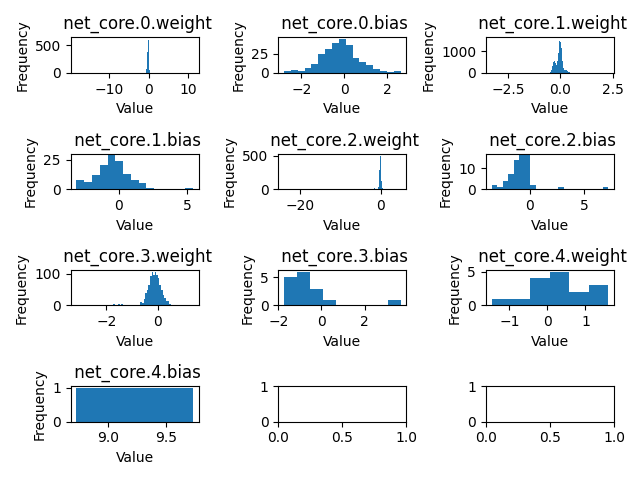 net_core.0.weight
net_core.0.bias
net_core.1.weight
Frequency
500
0
−10
0
10
Value
Frequency
25
0
−2
0
2
Value
Frequency
1000
0
−2.5
0.0
2.5
Value
net_core.1.bias
net_core.2.weight
net_core.2.bias
Frequency
25
0
0
5
Value
Frequency
500
0
−20
0
Value
Frequency
10
0
0
5
Value
net_core.3.weight
net_core.3.bias
net_core.4.weight
Frequency
100
0
−2
0
Value
Frequency
5
0
−2
0
2
Value
Frequency
5
0
−1
0
1
Value
net_core.4.bias
Frequency
1
0
9.0
9.5
Value
1
0
0.0
0.5
1.0
1
0
0.0
0.5
1.0